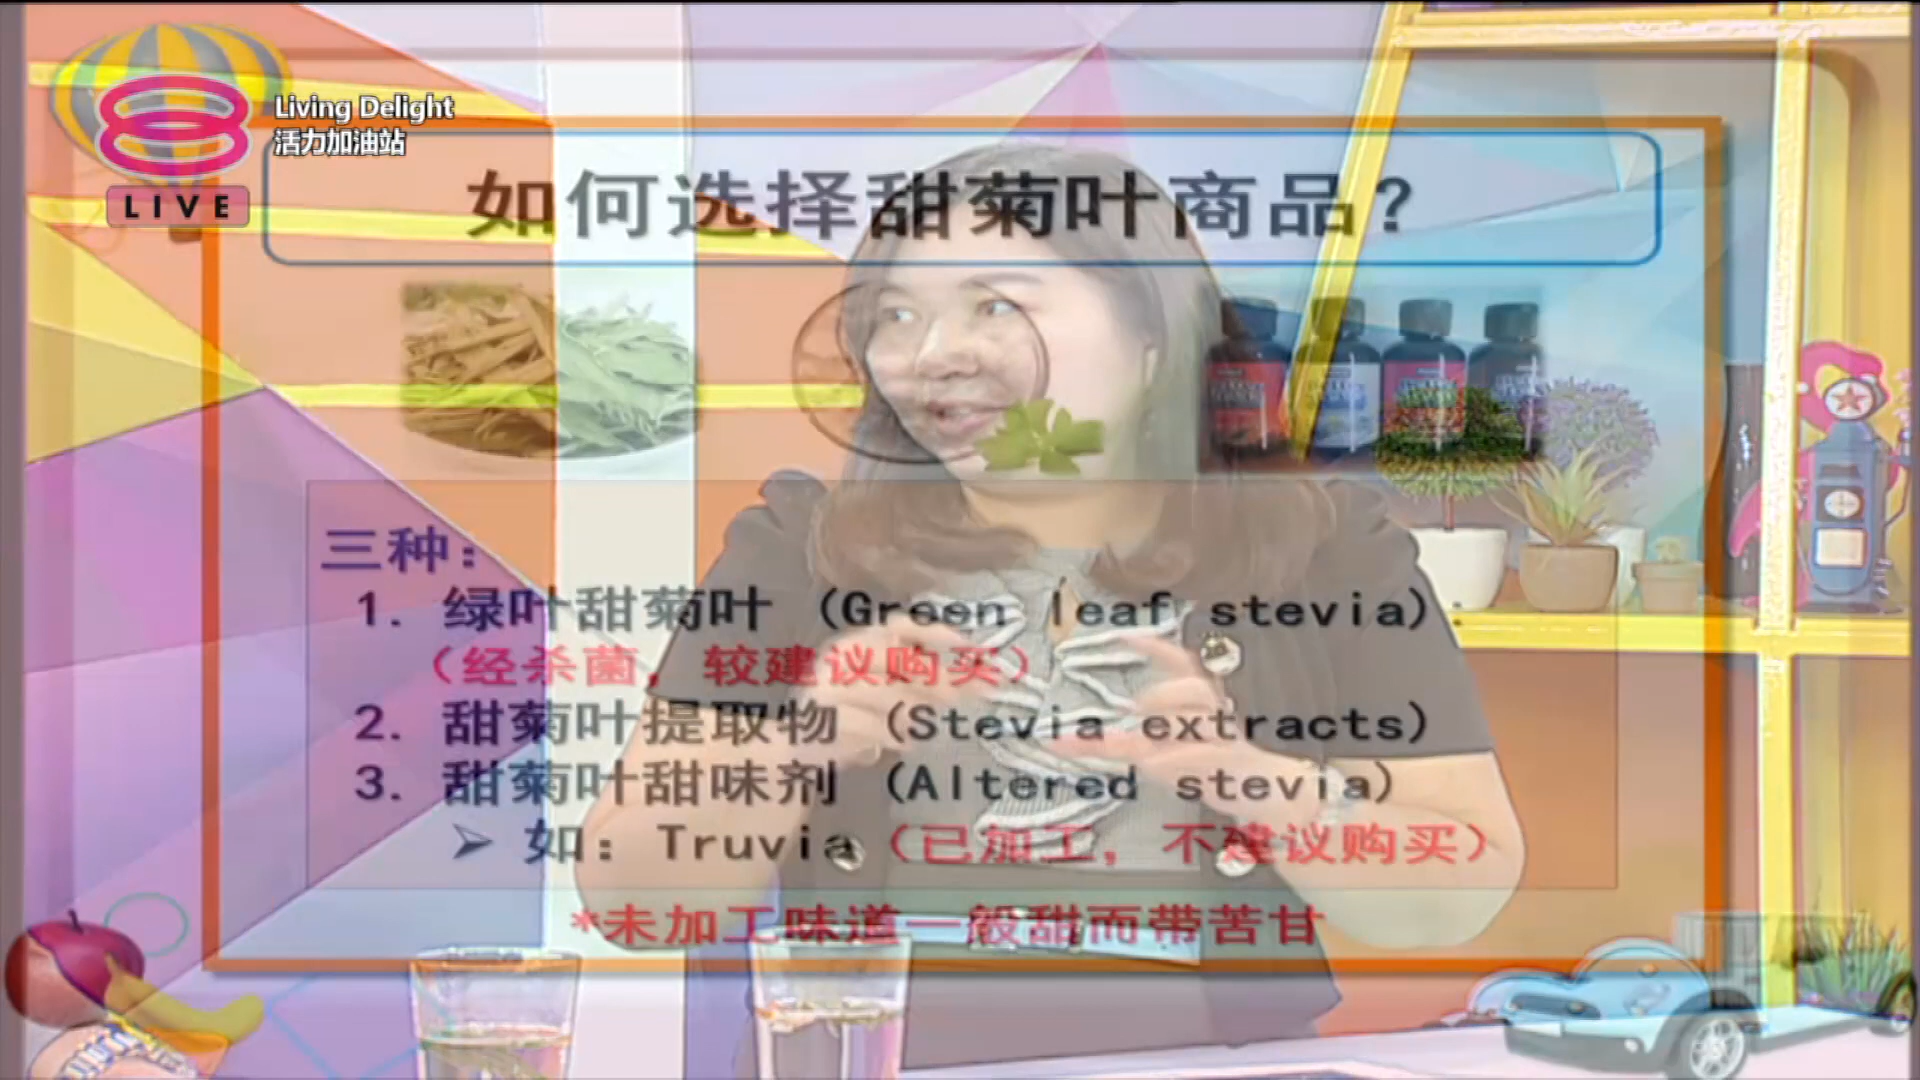 Living Delight
活力加油站
LIVE
如何选择甜菊叶商品？
三种：
1. 绿叶甜菊叶 (Green leaf stevia):
（经杀菌，较建议购买）
2. 甜菊叶提取物 (Stevia extracts)
3. 甜菊叶甜味剂 (Altered stevia)
➢ 如：Truvia（已加工，不建议购买）
*未加工味道一般甜而带苦甘